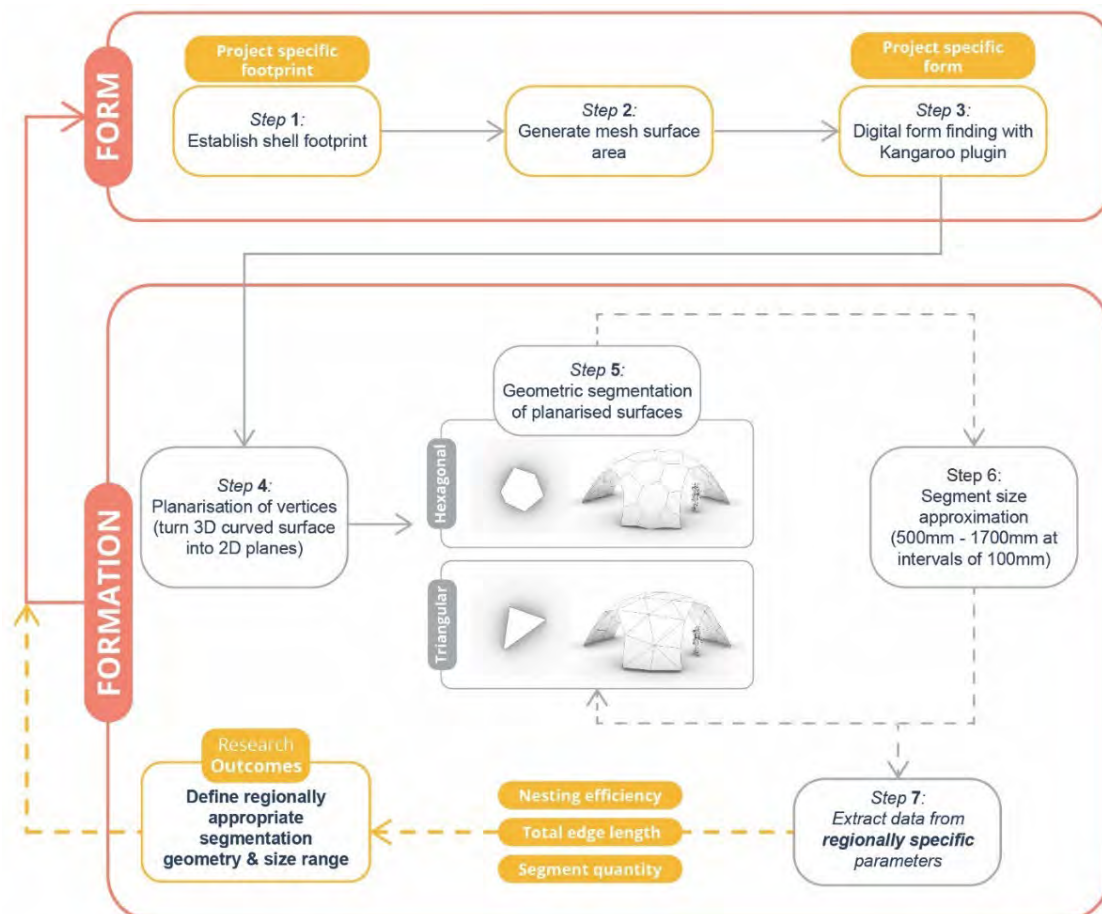 FORM
Project specific
footprint
Step 1:
Establish shell footprint
Step 2:
Generate mesh surface
area
Project specific
form
Step 3:
Digital form finding with
Kangaroo plugin
FORMATION
Step 4:
Planarisation of vertices
(turn 3D curved surface
into 2D planes)
Step 5:
Geometric segmentation
of planarised surfaces
Hexagonal
Triangular
Step 6:
Segment size
approximation
(500mm - 1700mm at
intervals of 100mm)
Step 7:
Extract data from
regionally specific
parameters
Nesting efficiency
Total edge length
Segment quantity
Research
Outcomes
Define regionally
appropriate
segmentation
geometry & size range